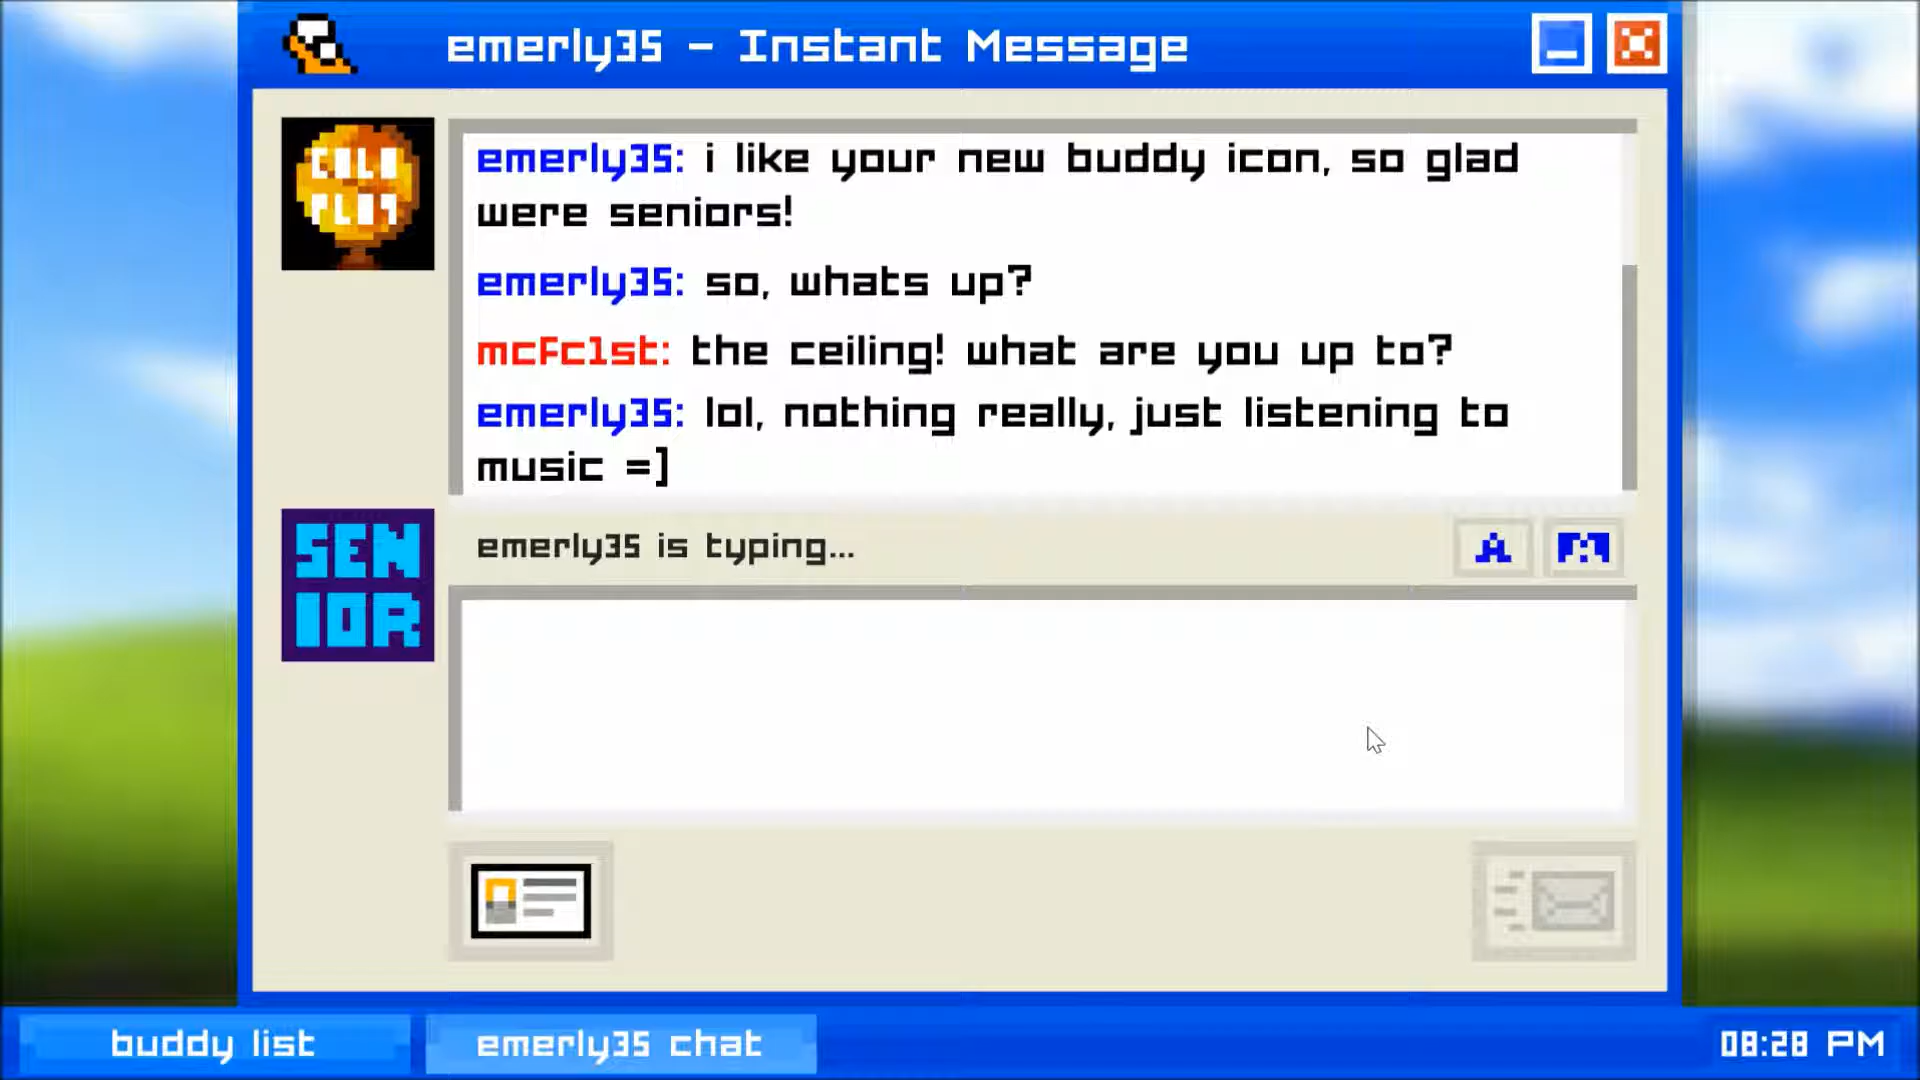 emerly35 - Instant Message
COLD
PLAY
emerly35: i like your new buddy icon, so glad
were seniors!
emerly35: so, whats up?
mcfc1st: the ceiling! what are you up to?
emerly35: lol, nothing really, just listening to
music =]
SEN
IOR
emerly35 is typing...
A
buddy list
emerly35 chat
08:28 PM